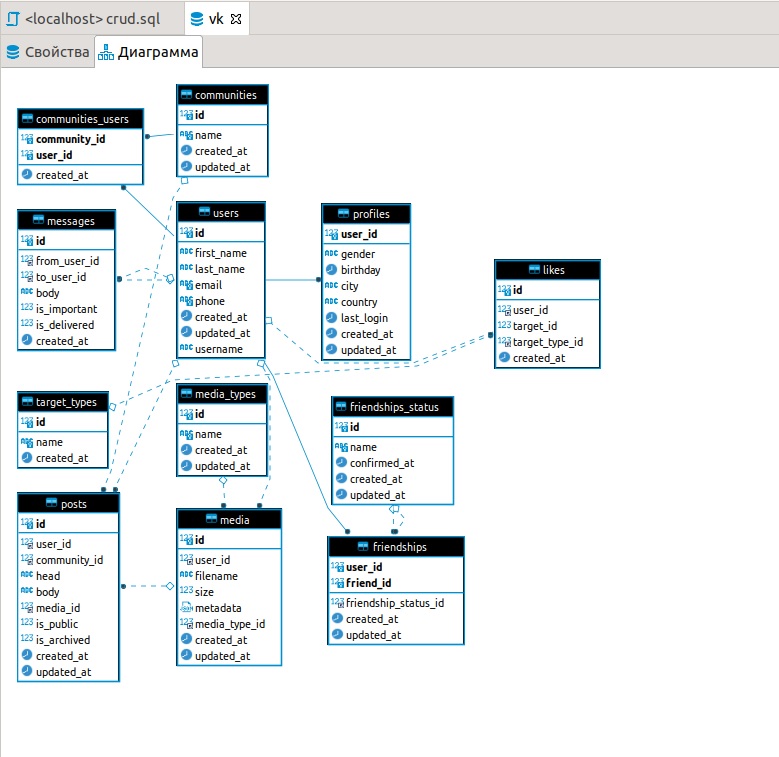 <localhost> crud.sql
vk
Свойства
Диаграмма
communities_users
community_id
user_id
created_at
communities
id
name
created_at
updated_at
messages
id
from_user_id
to_user_id
body
is_important
is_delivered
created_at
users
id
first_name
last_name
email
phone
created_at
updated_at
username
profiles
user_id
gender
birthday
city
country
last_login
created_at
updated_at
likes
id
user_id
target_id
target_type_id
created_at
target_types
id
name
created_at
media_types
id
name
created_at
updated_at
friendships_status
id
name
confirmed_at
created_at
updated_at
posts
id
user_id
community_id
head
body
media_id
is_public
is_archived
created_at
updated_at
media
id
user_id
filename
size
metadata
media_type_id
created_at
updated_at
friendships
user_id
friend_id
friendship_status_id
created_at
updated_at